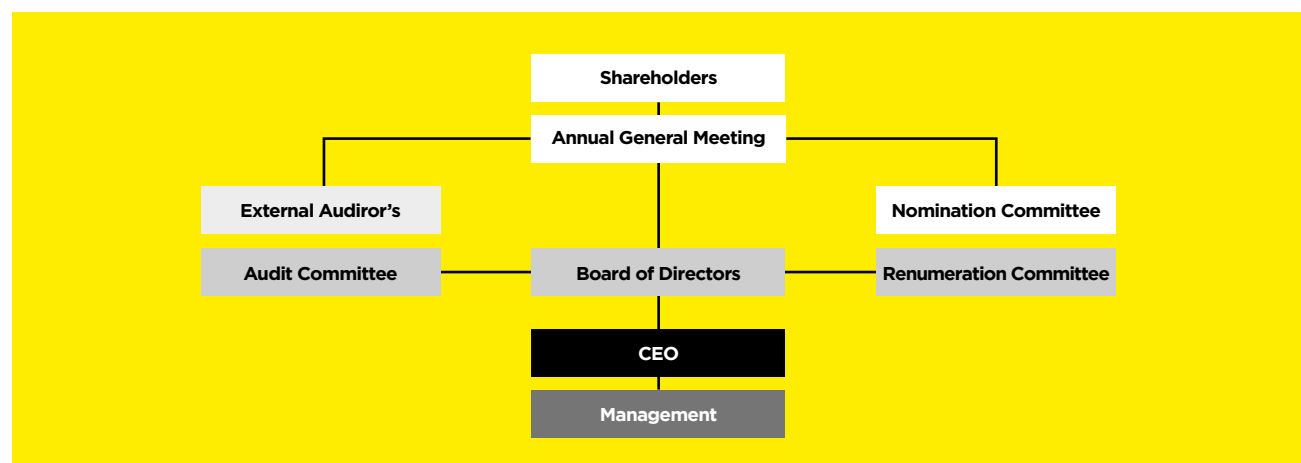 Shareholders
Annual General Meeting
External Audiror’s
Nomination Committee
Audit Committee
Board of Directors
Renumeration Committee
CEO
Management